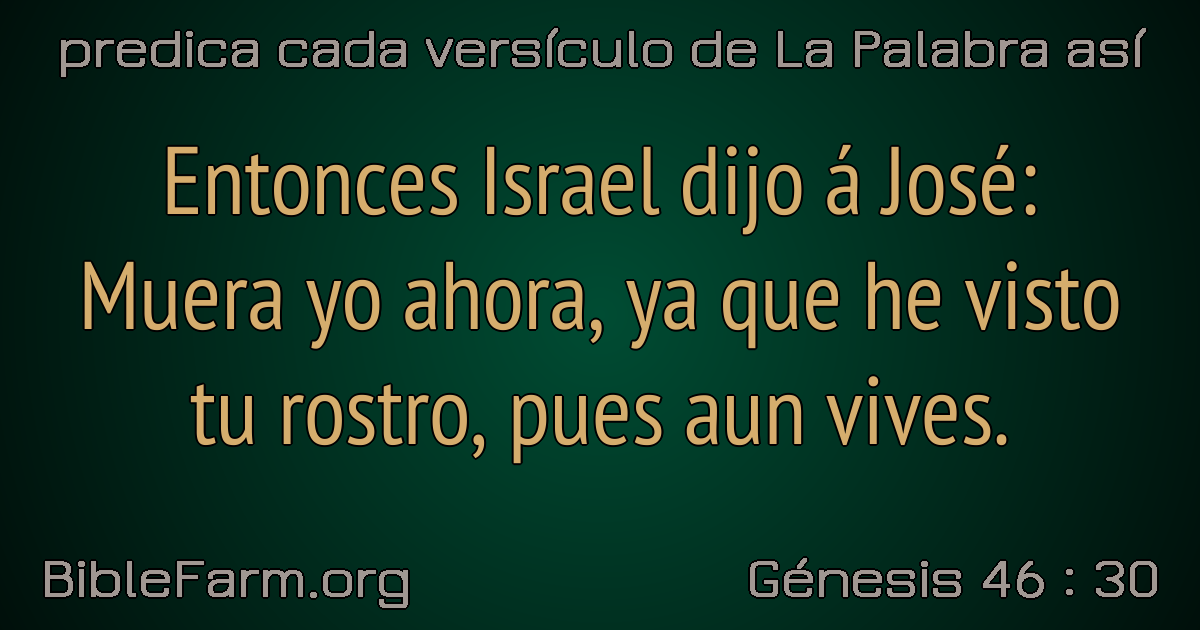 predica cada versículo de La Palabra así
Entonces Israel dijo á José:
Muera yo ahora, ya que he visto
tu rostro, pues aun vives.
BibleFarm.org
Génesis 46 : 30